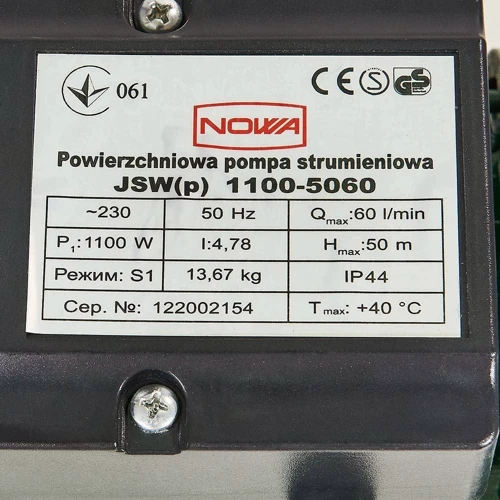 061
CE S GS
NOWA
Powierzchniowa pompa strumieniowa
JSW(p) 1100-5060
~230 50 Hz Qmax:60 l/min
P1:1100 W I:4,78 Hmax:50 m
Режим: S1 13,67 kg IP44
Сер. №: 122002154 Tmax: +40 °C